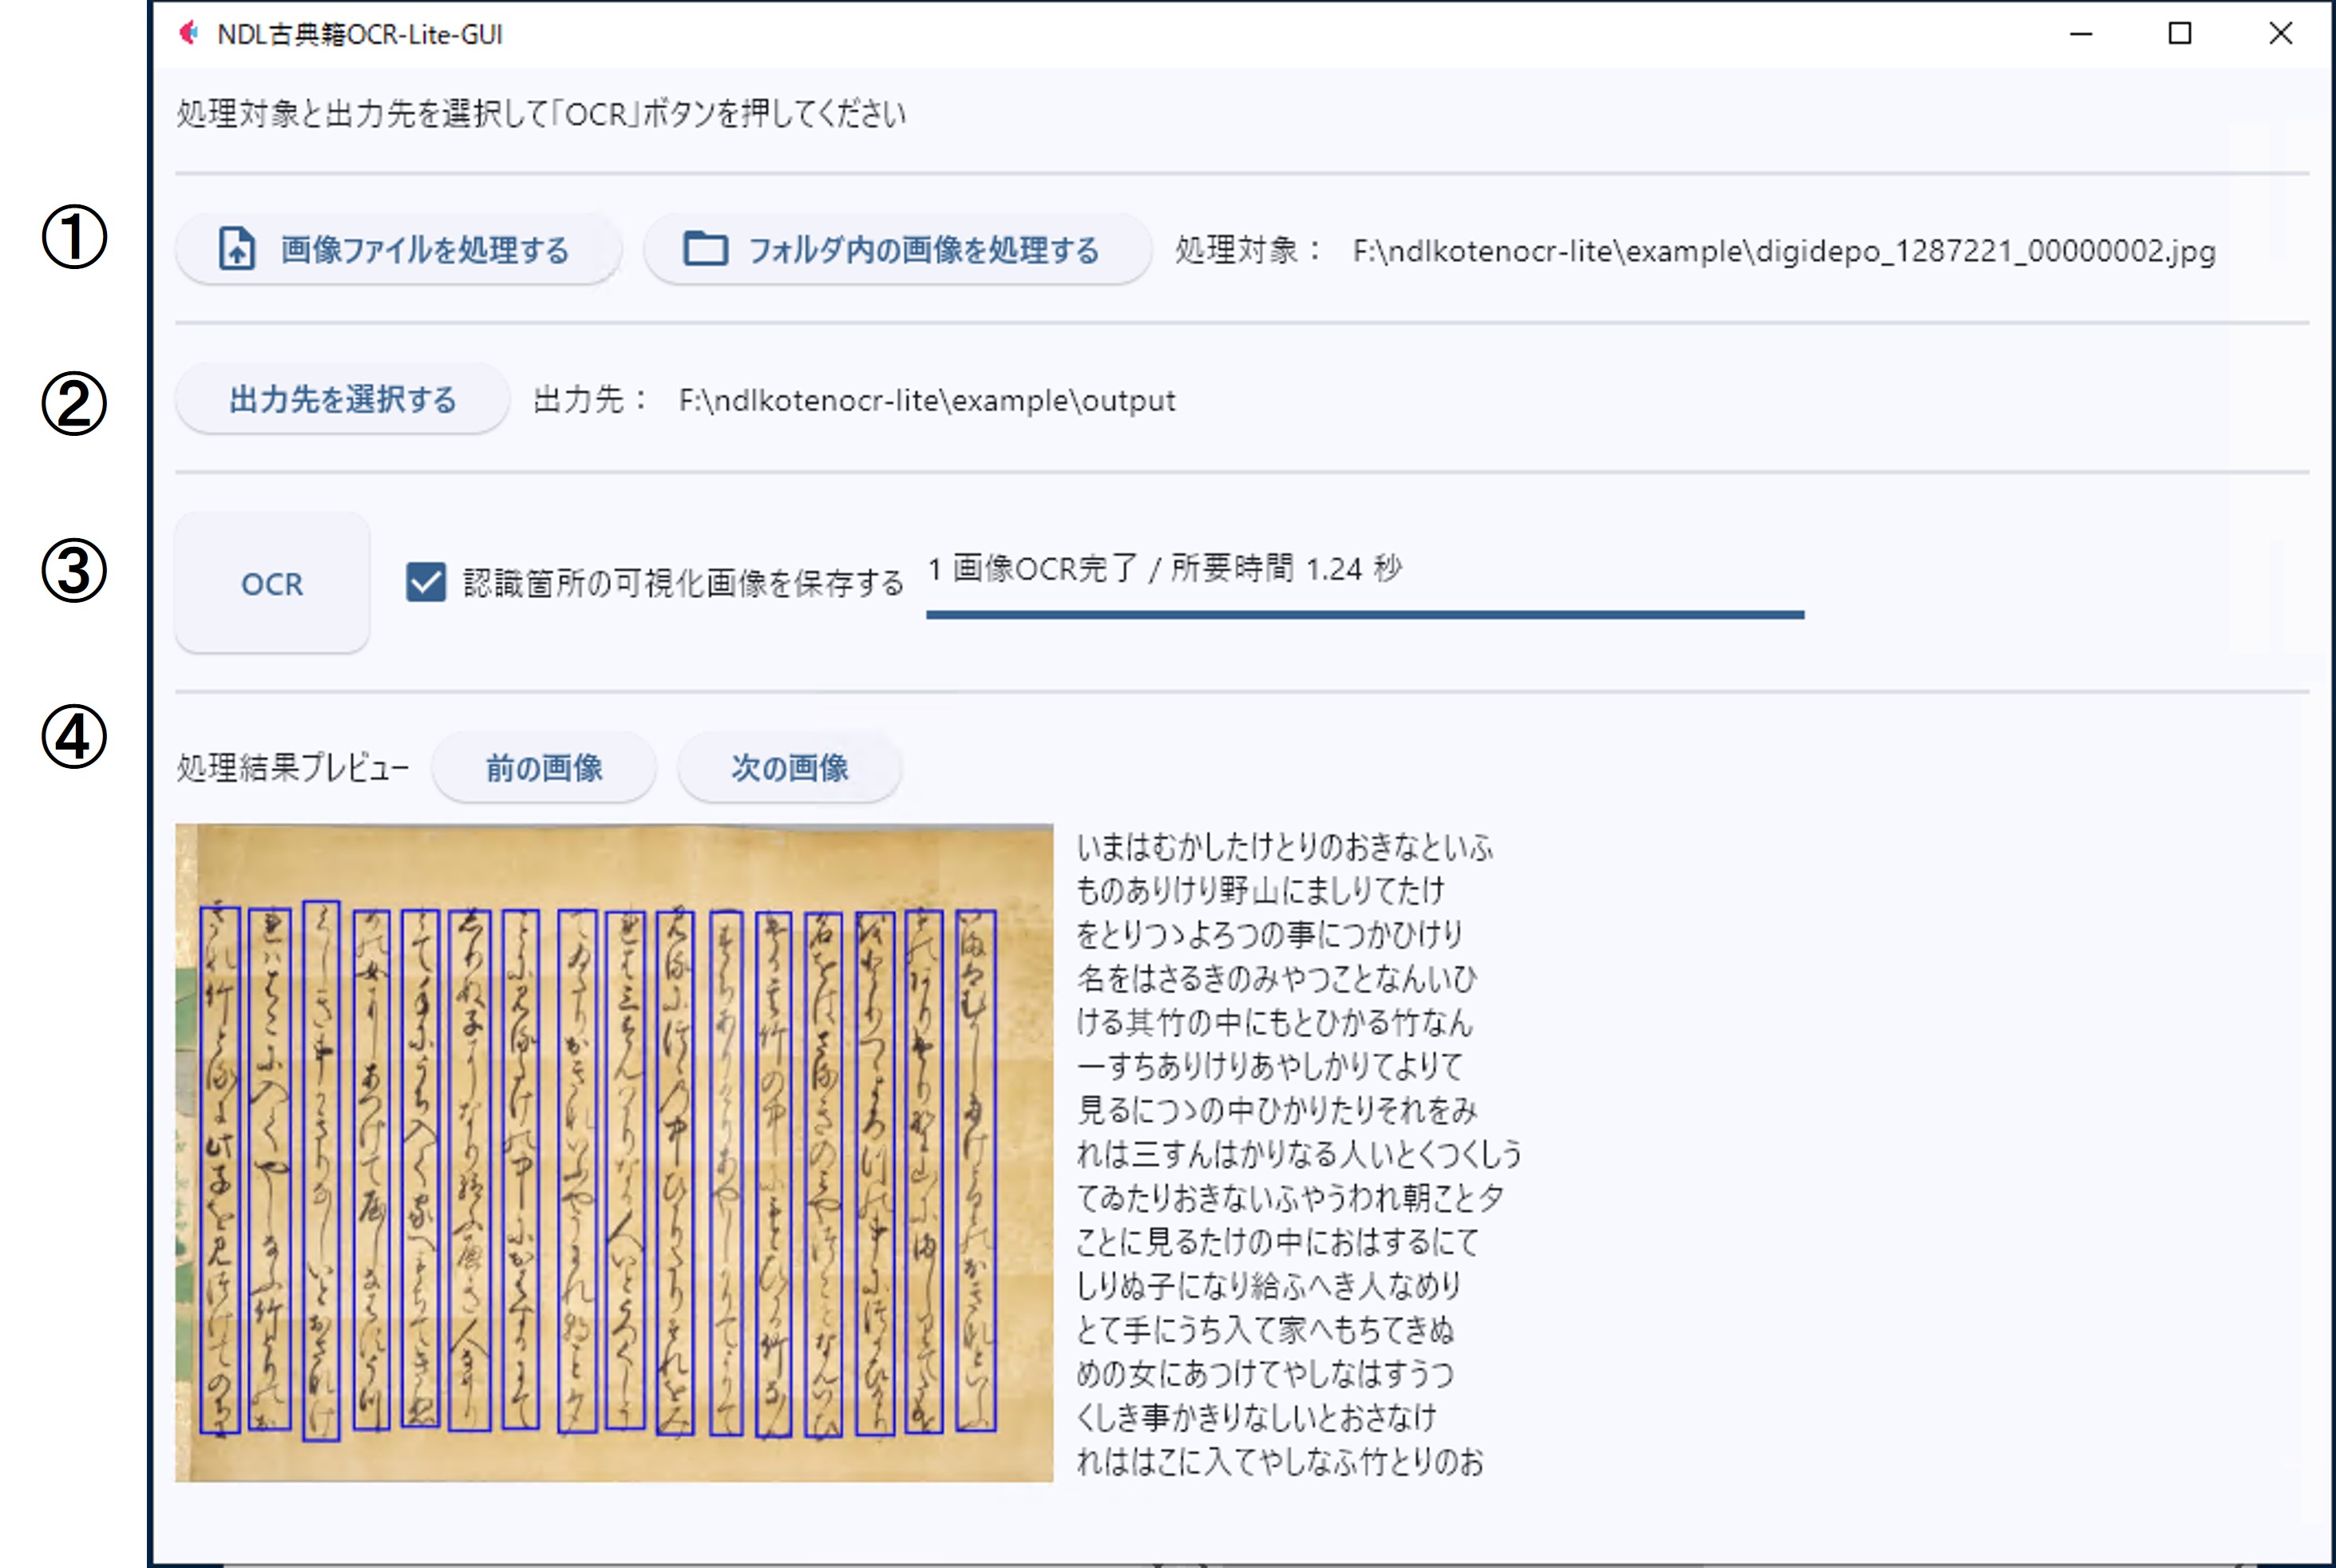 NDL古典籍OCR-Lite-GUI
処理対象と出力先を選択して「OCR」ボタンを押してください
①
画像ファイルを処理する フォルダ内の画像を処理する 処理対象： F:\ndlkotenocr-lite\example\digidepo_1287221_00000002.jpg
②
出力先を選択する 出力先： F:\ndlkotenocr-lite\example\output
③
OCR 認識箇所の可視化画像を保存する 1 画像OCR完了 / 所要時間 1.24 秒
④
処理結果プレビュー 前の画像 次の画像
いまはむかしたけとりのおきなといふ
ものありけり野山にましりてたけ
をとりつゝよろつの事につかひけり
名をはさるきのみやつことなんいひ
ける其竹の中にもとひかる竹なん
一すちありけりあやしかりてよりて
見るにつゝの中ひかりたりそれをみ
れは三すんはかりなる人いとくつくしう
てゐたりおきないふやうわれ朝こと夕
ことに見るたけの中におはするにて
しりぬ子になり給ふへき人なめり
とて手にうち入て家へもちてきぬ
めの女にあつけてやしなはすうつ
くしき事かきりなしいとおさなけ
れははこに入てやしなふ竹とりのお